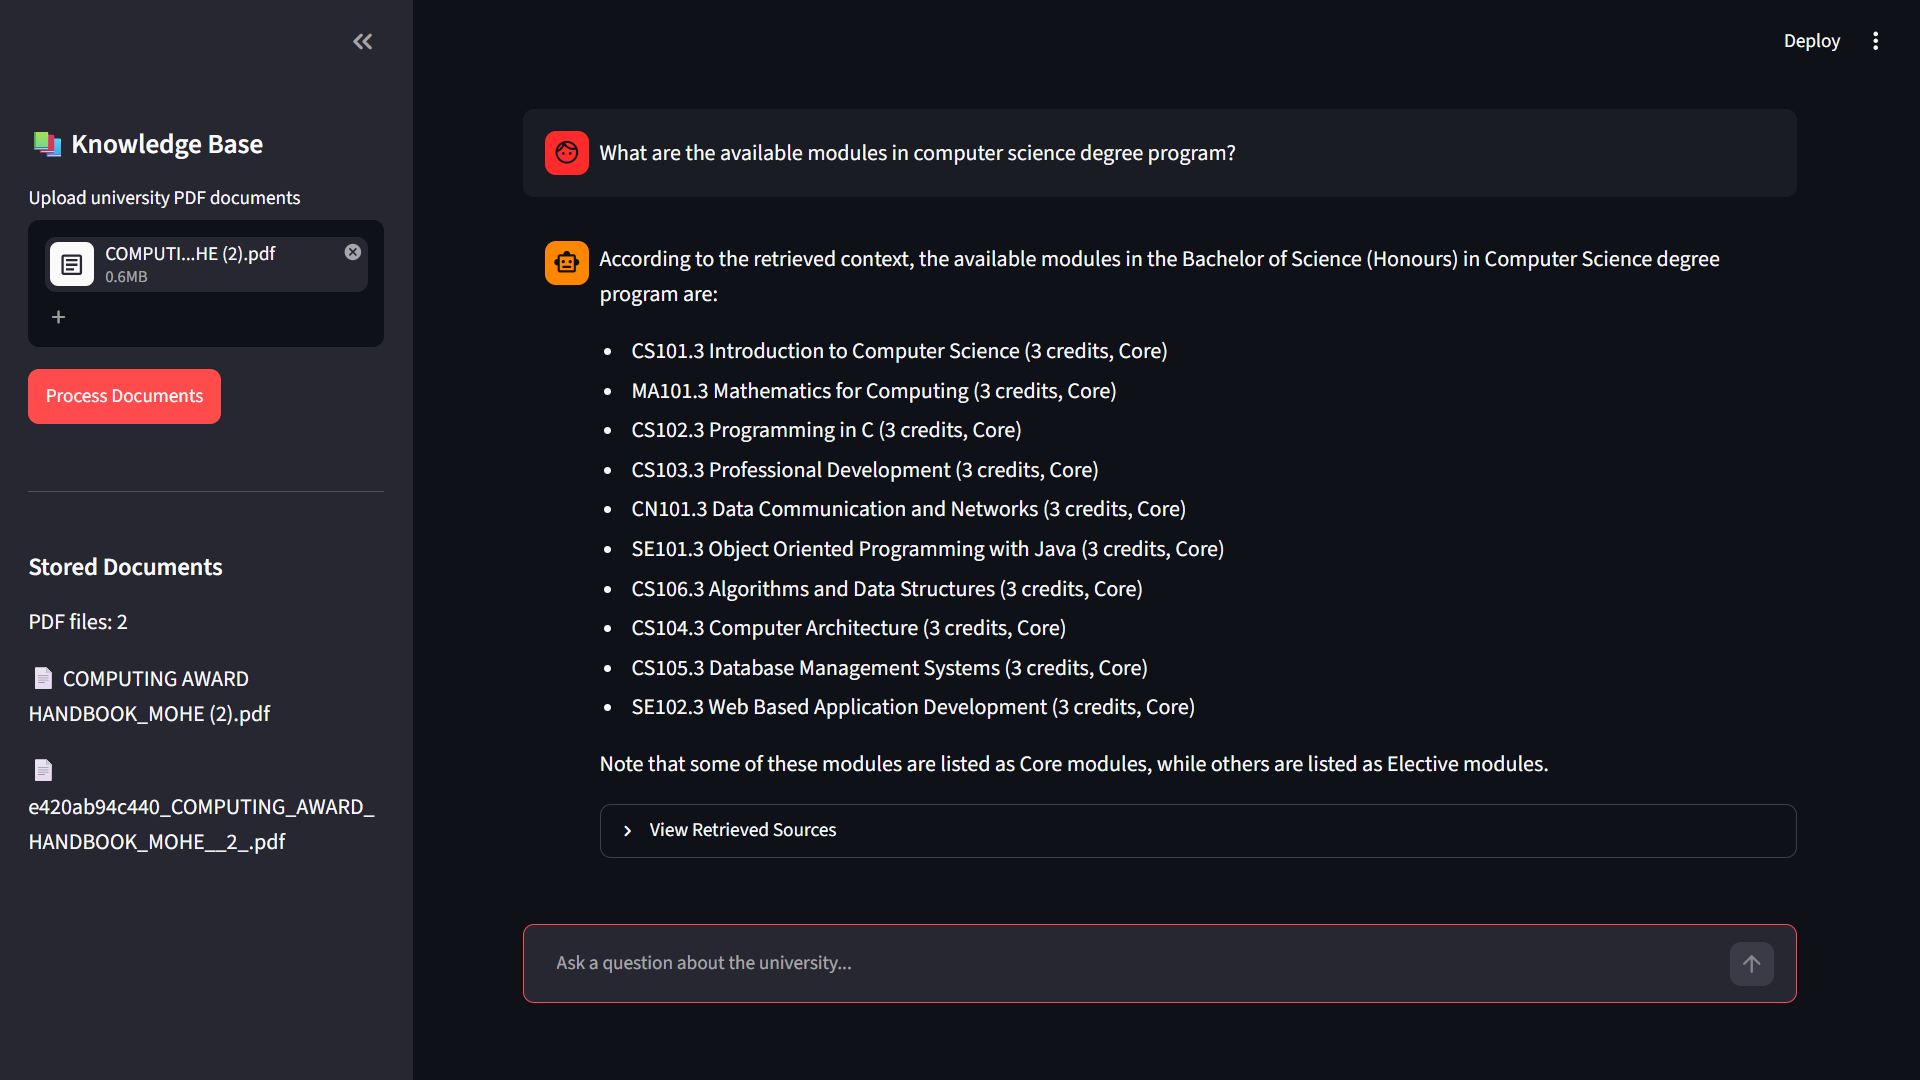 Deploy
Knowledge Base
Upload university PDF documents
COMPUTI...HE (2).pdf
0.6MB
Process Documents
Stored Documents
PDF files: 2
COMPUTING AWARD
HANDBOOK_MOHE (2).pdf
e420ab94c440_COMPUTING_AWARD_
HANDBOOK_MOHE__2_.pdf
What are the available modules in computer science degree program?
According to the retrieved context, the available modules in the Bachelor of Science (Honours) in Computer Science degree
program are:
• CS101.3 Introduction to Computer Science (3 credits, Core)
• MA101.3 Mathematics for Computing (3 credits, Core)
• CS102.3 Programming in C (3 credits, Core)
• CS103.3 Professional Development (3 credits, Core)
• CN101.3 Data Communication and Networks (3 credits, Core)
• SE101.3 Object Oriented Programming with Java (3 credits, Core)
• CS106.3 Algorithms and Data Structures (3 credits, Core)
• CS104.3 Computer Architecture (3 credits, Core)
• CS105.3 Database Management Systems (3 credits, Core)
• SE102.3 Web Based Application Development (3 credits, Core)
Note that some of these modules are listed as Core modules, while others are listed as Elective modules.
View Retrieved Sources
Ask a question about the university...